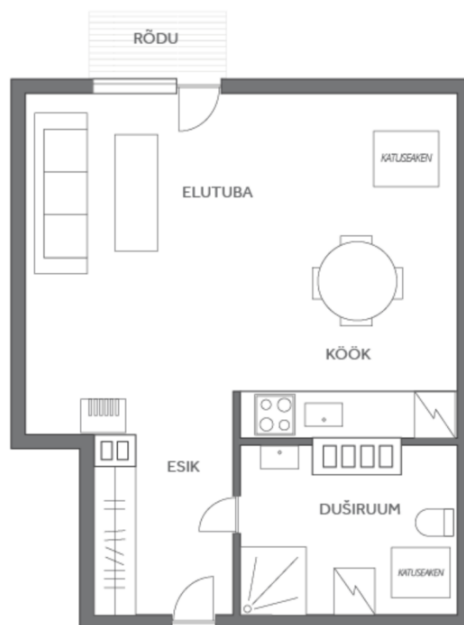 RÕDU
KATUSEAKEN
ELUTUBA
KÖÖK
ESIK
DUŠIRUUM
KATUSEAKEN